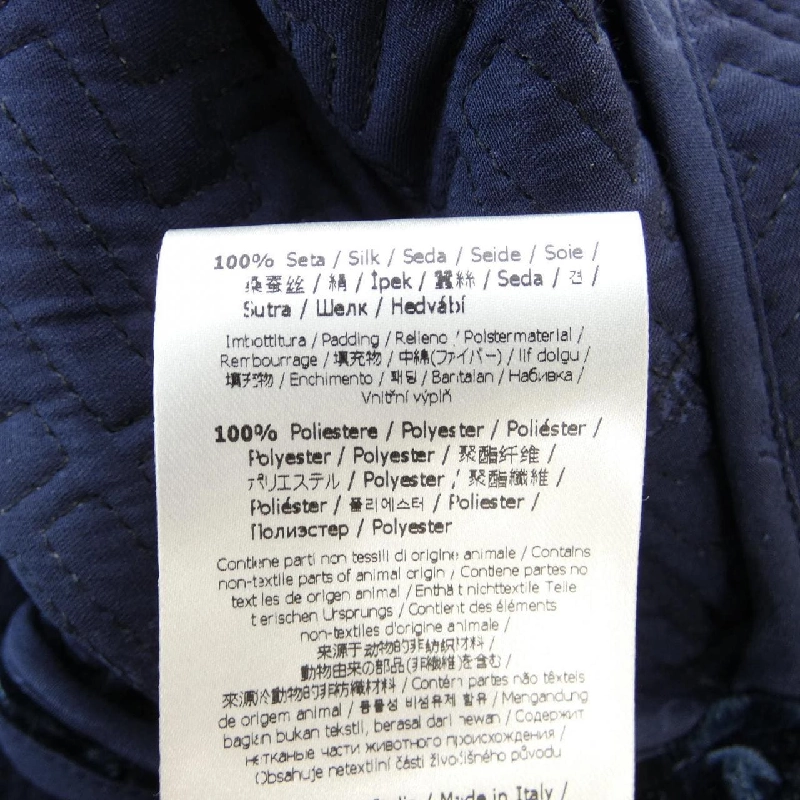 100% Seta / Silk / Seda / Seide / Soie /
桑蚕丝 / 絹 / İpek / 蠶絲 / Seda / 견 /
Sutra / Шелк / Hedvábí
Imbottitura / Padding / Relleno / Polstermaterial /
Rembourrage / 填充物 / 中綿(ファイバー) / Iif dolgu /
填充物 / Enchimento / 패딩 / Bantalan / Набивка /
Vnitřní výplň
100% Poliestere / Polyester / Poliéster /
Polyester / Polyester / 聚酯纤维 /
ポリエステル / Polyester / 聚酯纖維 /
Poliéster / 폴리에스터 / Poliester /
Полиэстер / Polyester
Contiene parti non tessili di origine animale / Contains
non-textile parts of animal origin / Contiene partes no
textiles de origen animal / Enthält nichttextile Teile
tierischen Ursprungs / Contient des éléments
non-textiles d'origine animale /
来源于动物的非纺织材料 /
動物由来の部品(非繊維)を含む /
來源於動物的非紡織材料 / Contém partes não têxteis
de origem animal / 동물성 비섬유제 함유 / Mengandung
bagian bukan tekstil, berasal dari hewan / Содержит
нетканые части животного происхождения /
Obsahuje netextilní části živočišného původu
/ Made in Italy /